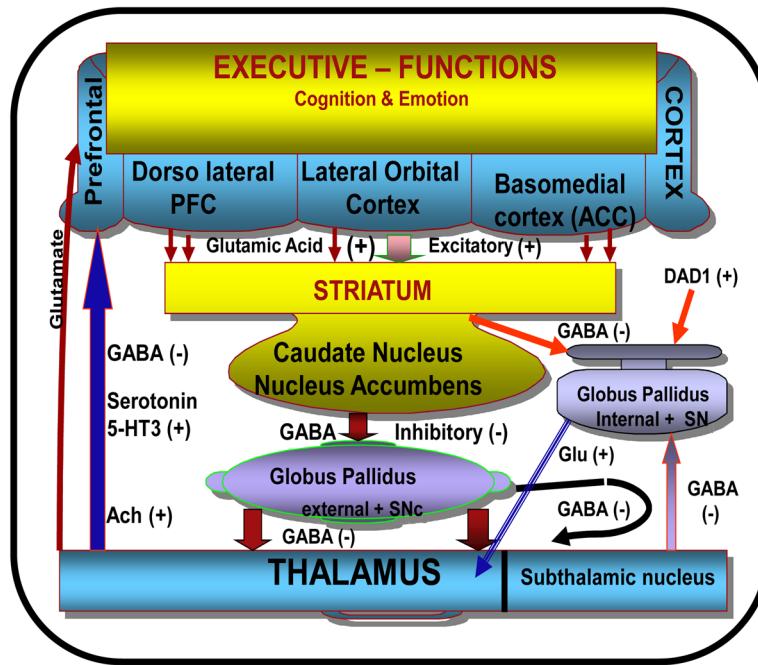 EXECUTIVE – FUNCTIONS
Cognition & Emotion
Prefrontal
CORTEX
Dorso lateral
PFC
Lateral Orbital
Cortex
Basomedial
cortex (ACC)
Glutamic Acid
(+)
Excitatory (+)
Glutamate
STRIATUM
DAD1 (+)
GABA (-)
Caudate Nucleus
Nucleus Accumbens
GABA (-)
Serotonin
5-HT3 (+)
Globus Pallidus
Internal + SN
GABA
Inhibitory (-)
Glu (+)
Globus Pallidus
external + SNc
GABA (-)
GABA
(-)
Ach (+)
GABA (-)
THALAMUS
Subthalamic nucleus